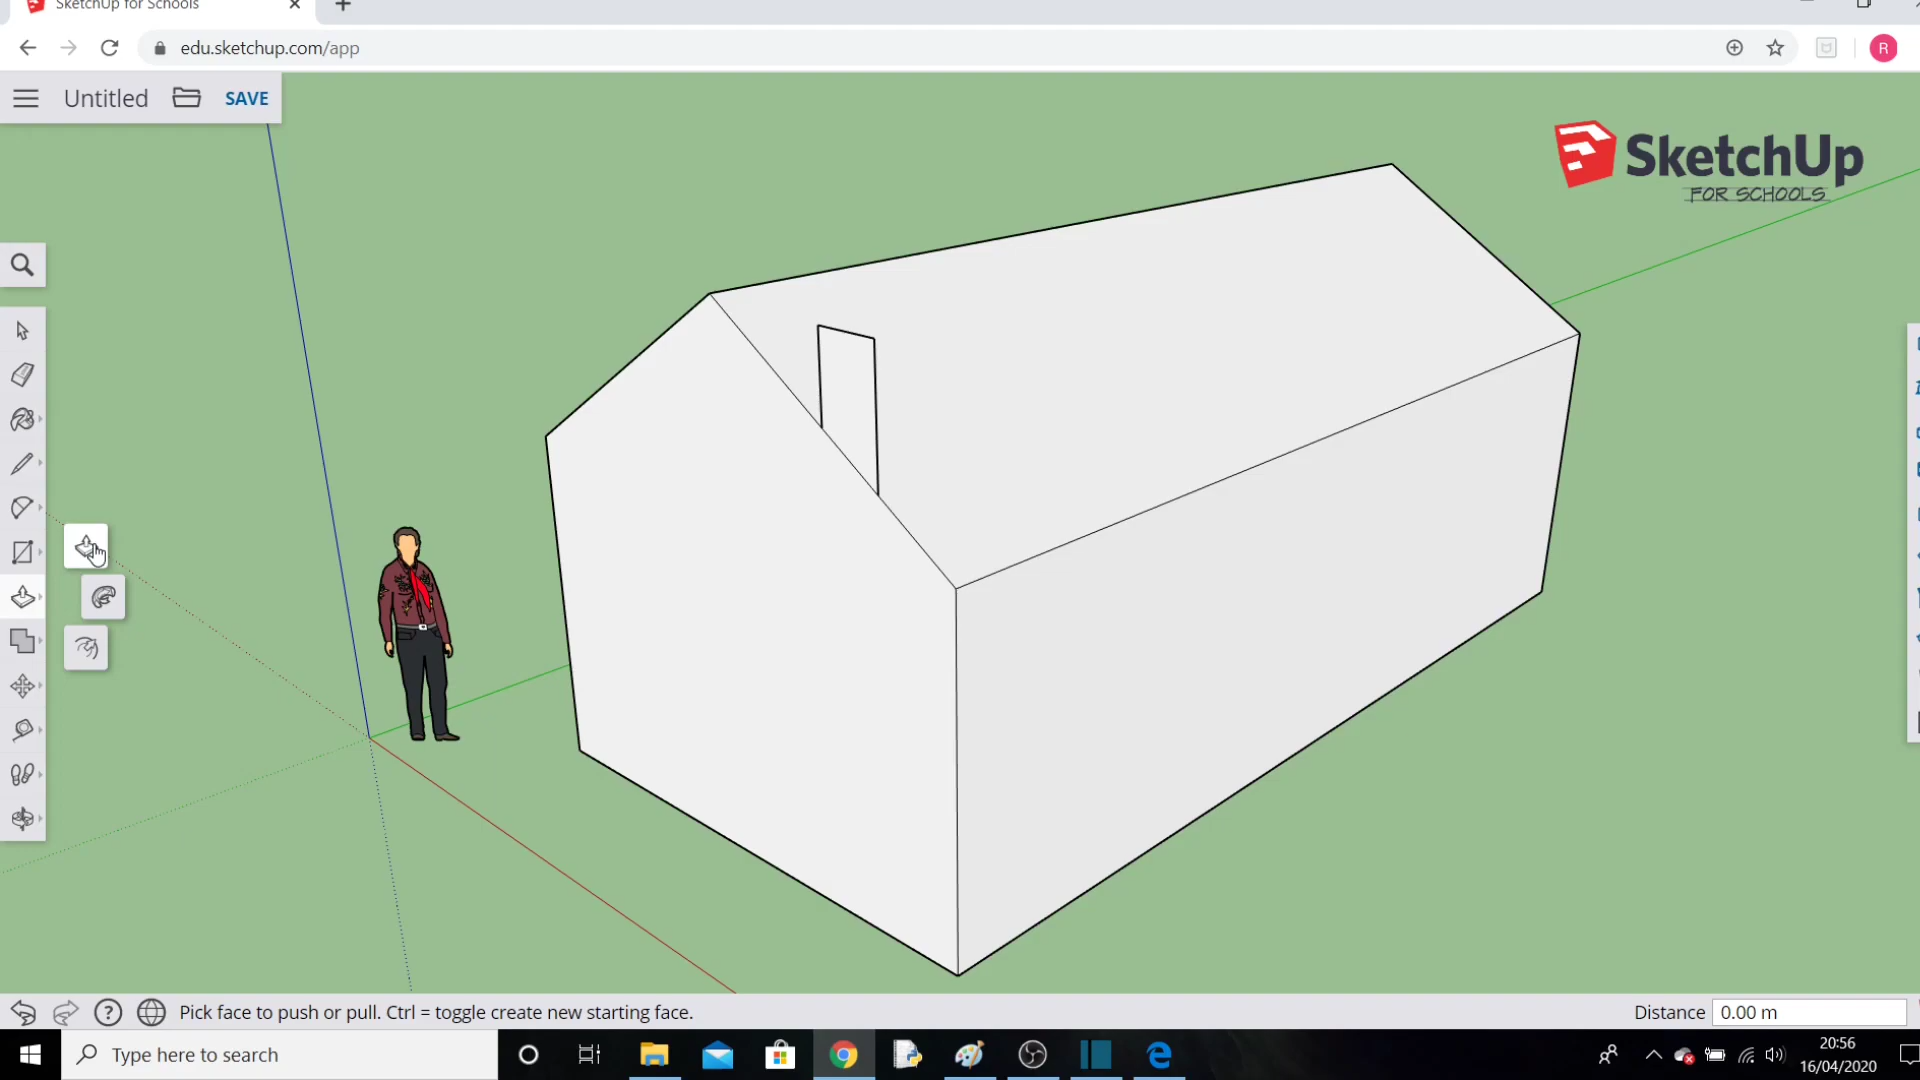 SketchUp for Schools
edu.sketchup.com/app
R
Untitled
SAVE
SketchUp
FOR SCHOOLS
Pick face to push or pull. Ctrl = toggle create new starting face.
Distance
0.00 m
Type here to search
20:56
16/04/2020